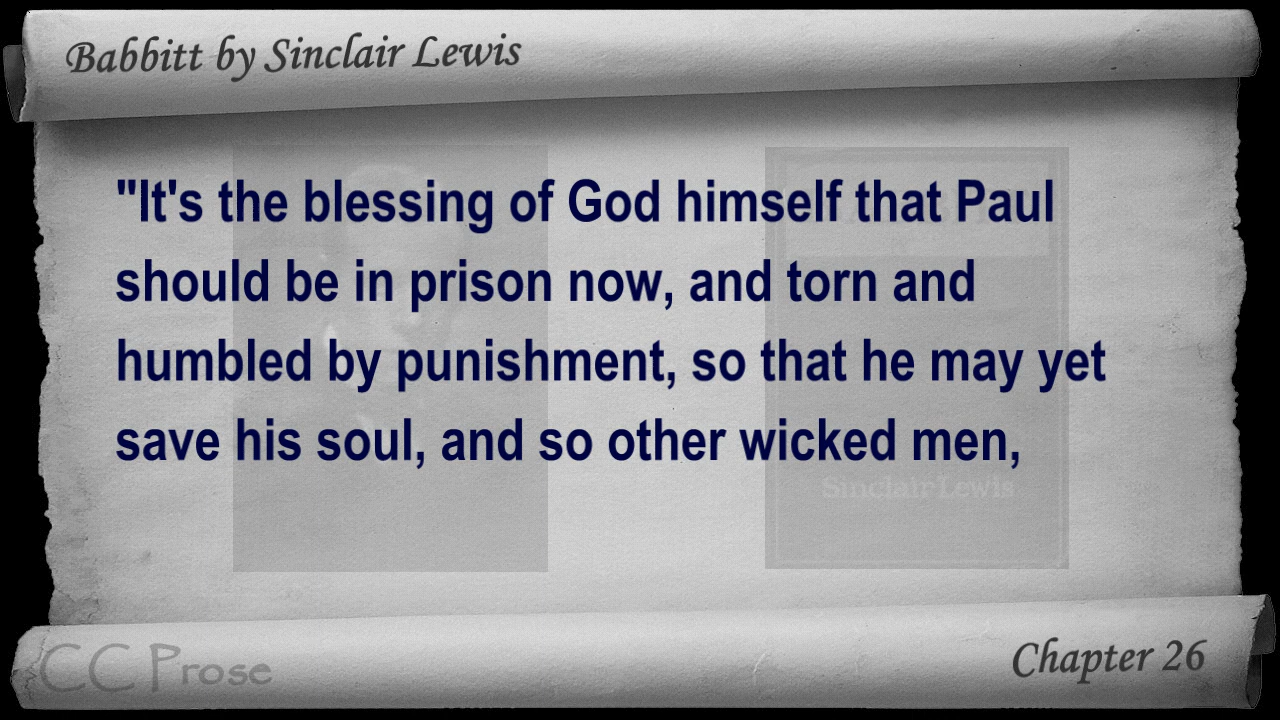 Babbitt by Sinclair Lewis
"It's the blessing of God himself that Paul
should be in prison now, and torn and
humbled by punishment, so that he may yet
save his soul, and so other wicked men,
Sinclair Lewis
CC Prose
Chapter 26